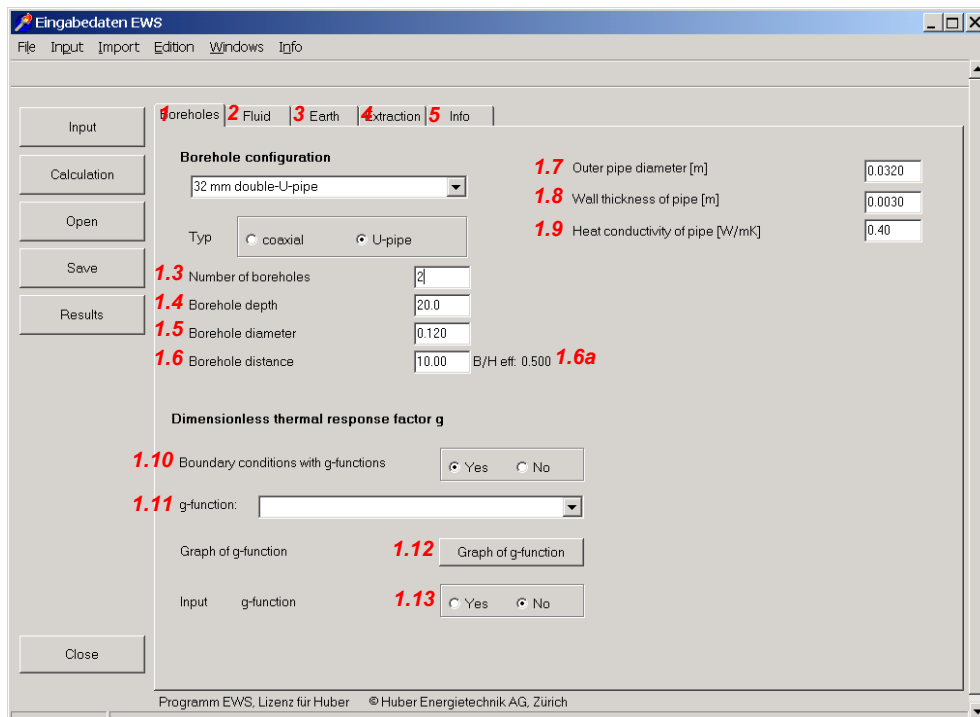 Eingabedaten EWS
File Input Import Edition Windows Info
1 Boreholes 2 Fluid 3 Earth 4 Extraction 5 Info
Input
Calculation
Open
Save
Results
Close
Borehole configuration
32 mm double-U-pipe
Typ coaxial U-pipe
1.3 Number of boreholes 2
1.4 Borehole depth 20.0
1.5 Borehole diameter 0.120
1.6 Borehole distance 10.00 B/H eff: 0.500 1.6a
1.7 Outer pipe diameter [m] 0.0320
1.8 Wall thickness of pipe [m] 0.0030
1.9 Heat conductivity of pipe [W/mK] 0.40
Dimensionless thermal response factor g
1.10 Boundary conditions with g-functions Yes No
1.11 g-function:
Graph of g-function 1.12 Graph of g-function
Input g-function 1.13 Yes No
Programm EWS, Lizenz für Huber © Huber Energietechnik AG, Zürich